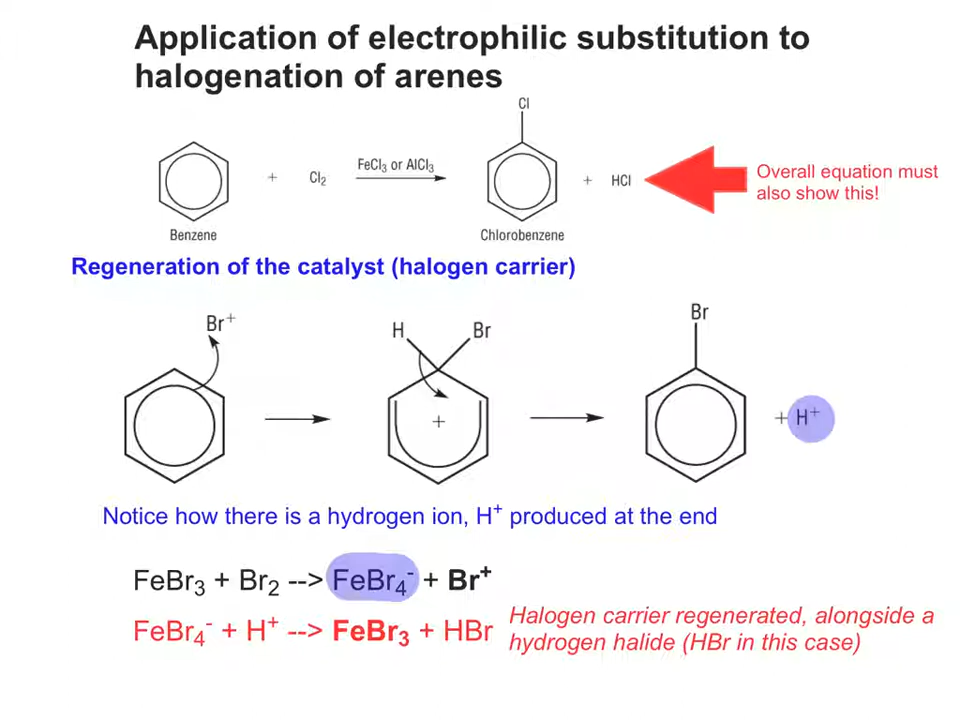 Application of electrophilic substitution to
halogenation of arenes
Cl
+ Cl₂ FeCl₃ or AlCl₃ + HCl
Overall equation must
also show this!
Benzene Chlorobenzene
Regeneration of the catalyst (halogen carrier)
Br⁺ H Br Br
+ + H⁺
Notice how there is a hydrogen ion, H⁺ produced at the end
FeBr₃ + Br₂ --> FeBr₄⁻ + Br⁺
FeBr₄⁻ + H⁺ --> FeBr₃ + HBr
Halogen carrier regenerated, alongside a
hydrogen halide (HBr in this case)